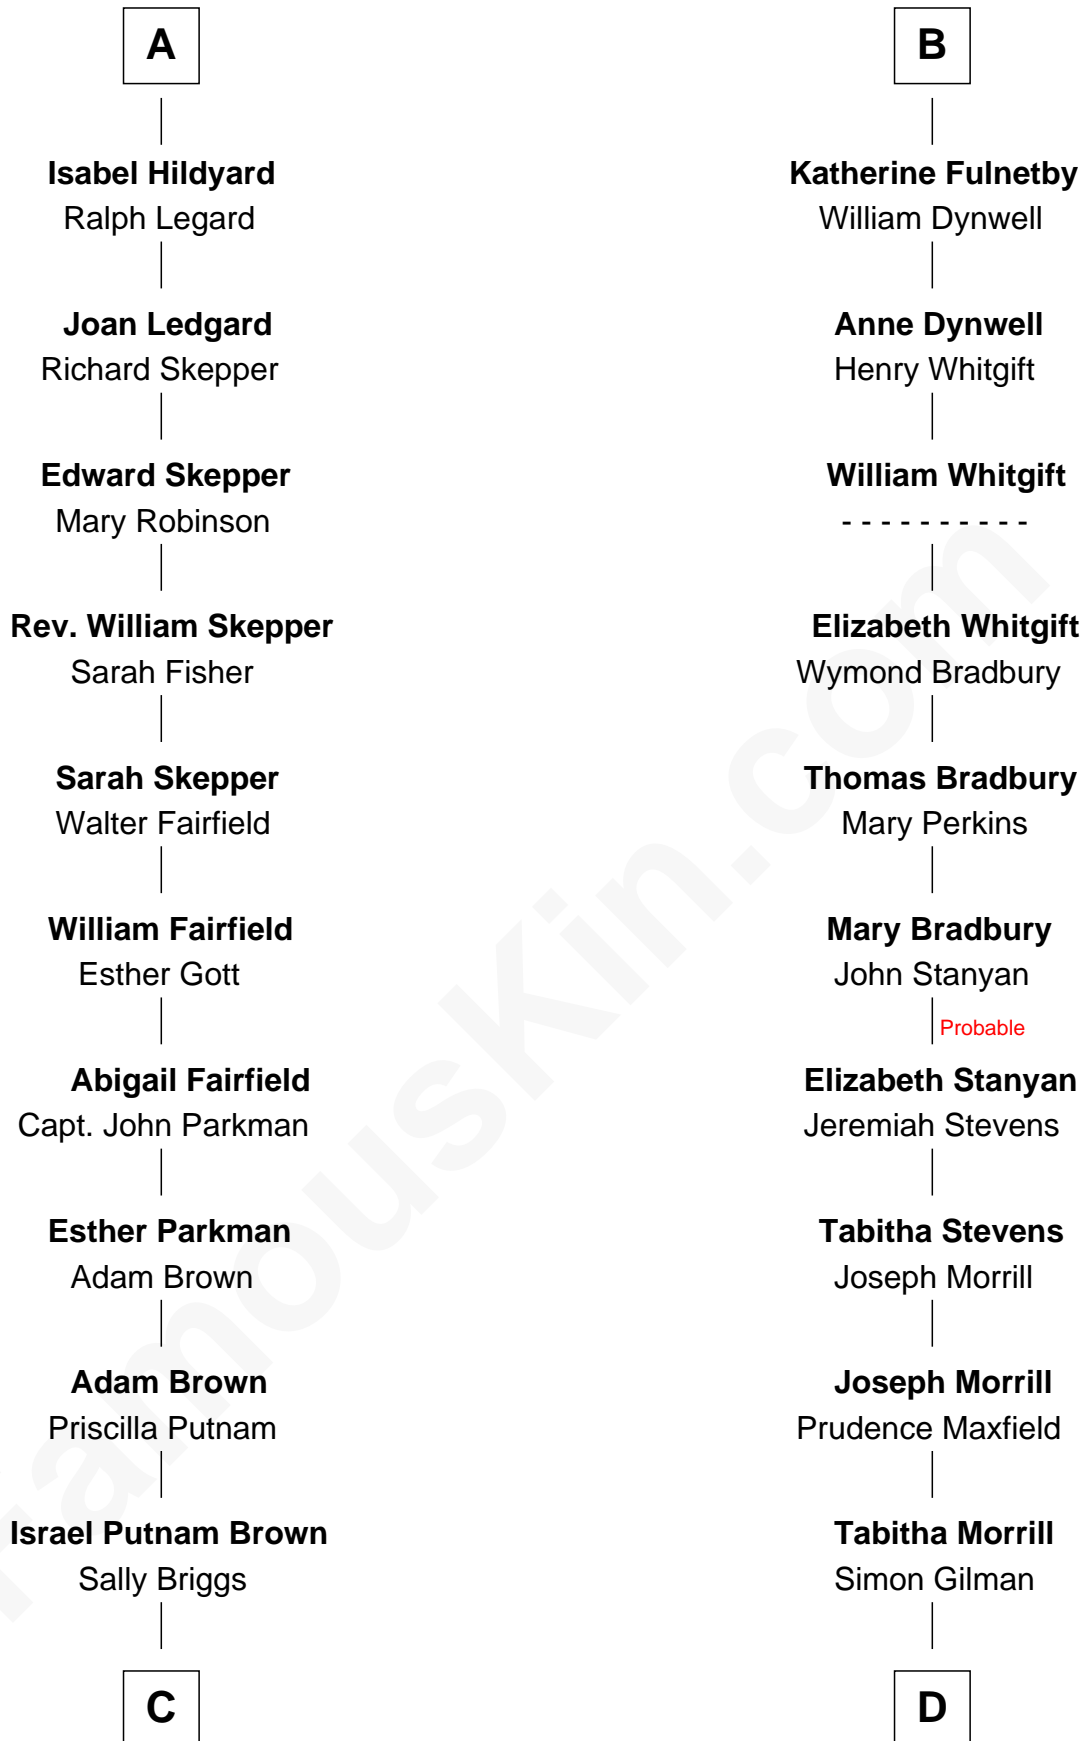 A
Isabel Hildyard
Ralph Legard
Joan Ledgard
Richard Skepper
Edward Skepper
Mary Robinson
Rev. William Skepper
Sarah Fisher
Sarah Skepper
Walter Fairfield
William Fairfield
Esther Gott
Abigail Fairfield
Capt. John Parkman
Esther Parkman
Adam Brown
Adam Brown
Priscilla Putnam
Israel Putnam Brown
Sally Briggs
C
B
Katherine Fulnetby
William Dynwell
Anne Dynwell
Henry Whitgift
William Whitgift
- - - - - - - - - -
Elizabeth Whitgift
Wymond Bradbury
Thomas Bradbury
Mary Perkins
Mary Bradbury
John Stanyan
Probable
Elizabeth Stanyan
Jeremiah Stevens
Tabitha Stevens
Joseph Morrill
Joseph Morrill
Prudence Maxfield
Tabitha Morrill
Simon Gilman
D
FamousKin.com